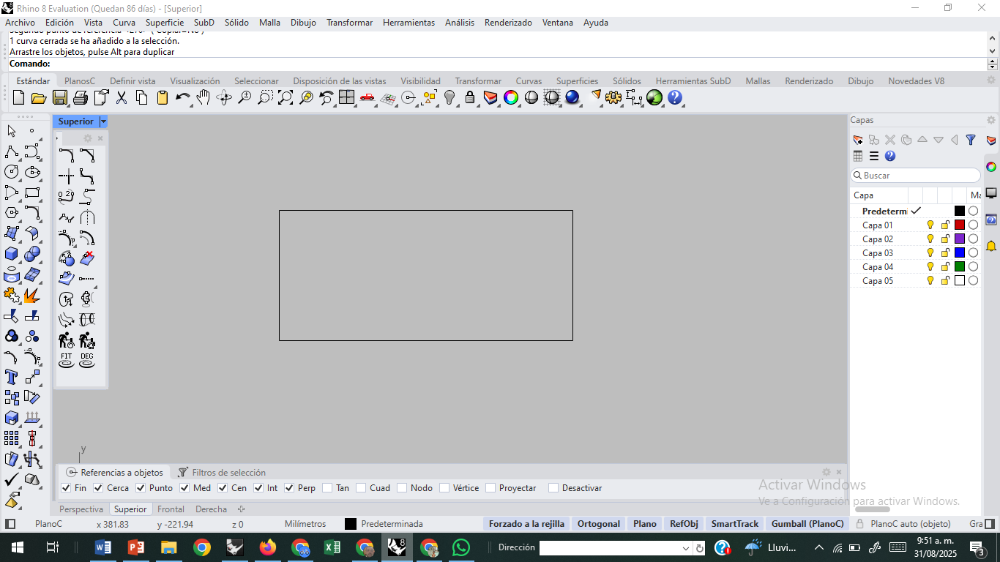 Rhino 8 Evaluation (Quedan 86 días) - [Superior]
Archivo Edición Vista Curva Superficie SubD Sólido Malla Dibujo Transformar Herramientas Análisis Renderizado Ventana Ayuda
1 curva cerrada se ha añadido a la selección.
Arrastre los objetos, pulse Alt para duplicar
Comando:
Estándar PlanosC Definir vista Visualización Seleccionar Disposición de las vistas Visibilidad Transformar Curvas Superficies Sólidos Herramientas SubD Mallas Renderizado Dibujo Novedades V8
Superior
Capas
Buscar
Capa Ma
Predetermi
Capa 01
Capa 02
Capa 03
Capa 04
Capa 05
FIT DEG
y
Referencias a objetos Filtros de selección
Fin Cerca Punto Med Cen Int Perp Tan Cuad Nodo Vértice Proyectar Desactivar
Activar Windows
Ve a Configuración para activar Windows.
Perspectiva Superior Frontal Derecha
PlanoC x 381.83 y -221.94 z 0 Milímetros Predeterminada Forzado a la rejilla Ortogonal Plano RefObj SmartTrack Gumball (PlanoC) PlanoC auto (objeto) Gra
Dirección Lluvi... 9:51 a. m.
31/08/2025 3